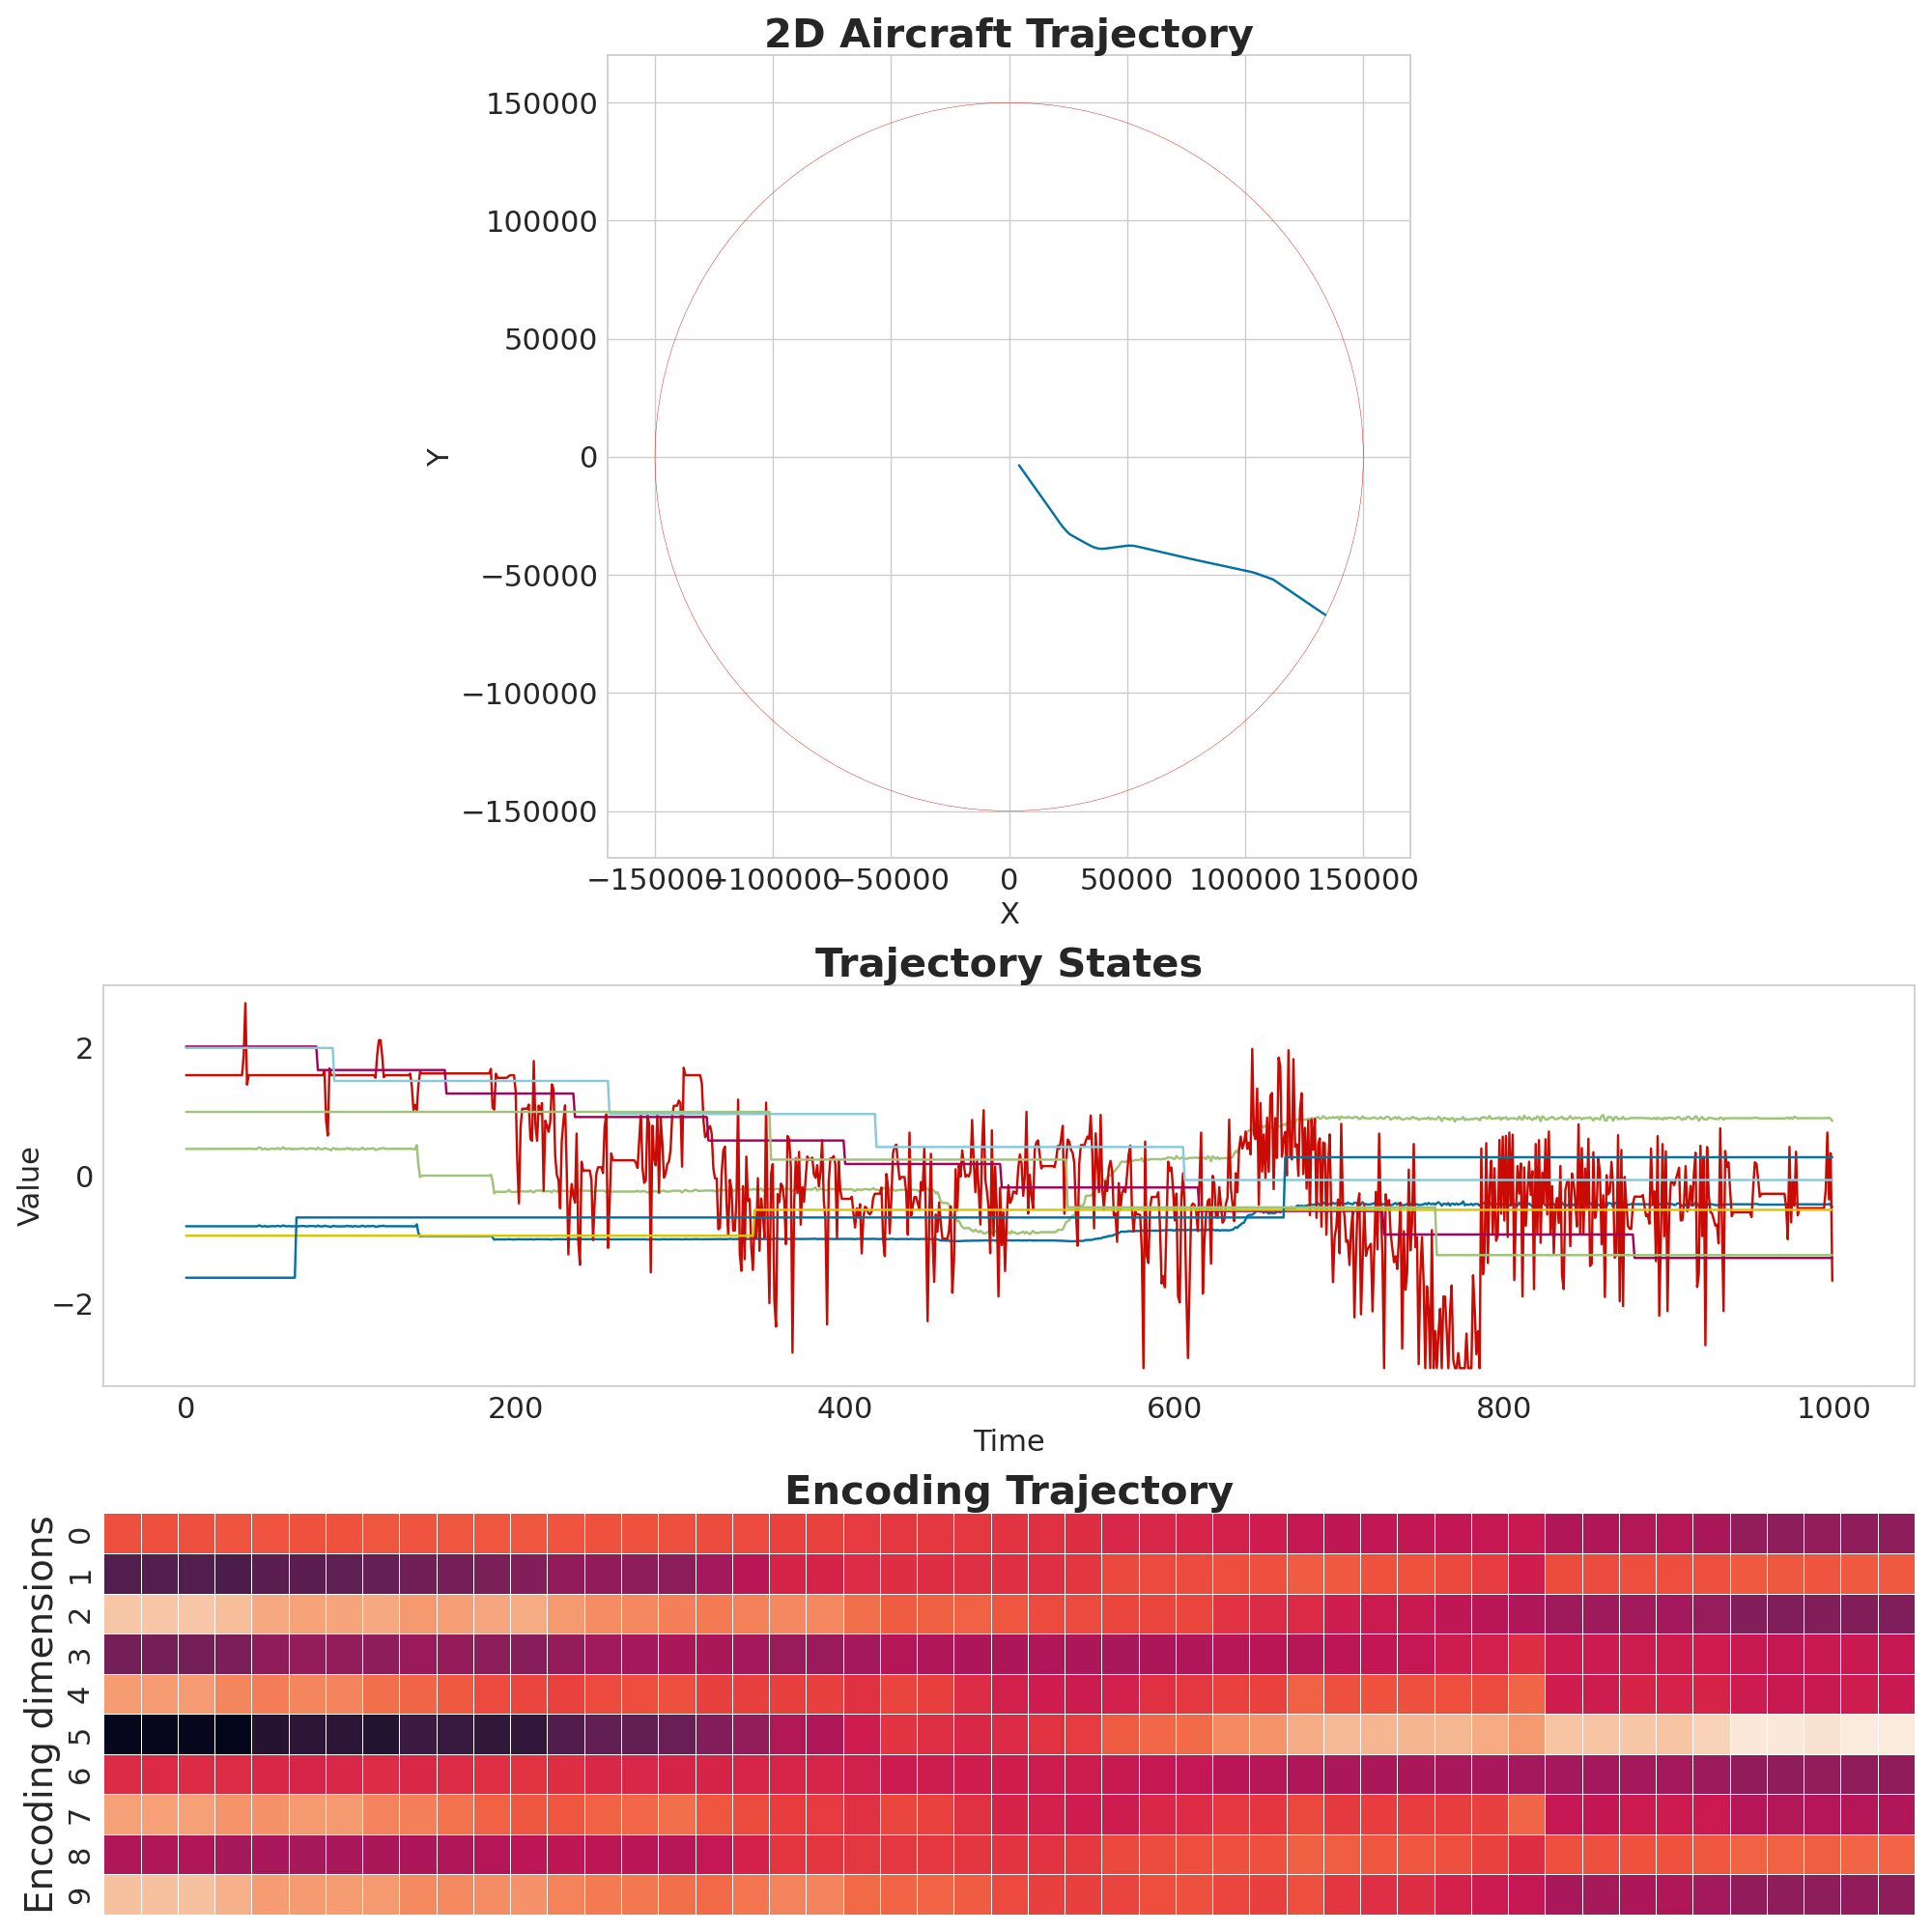 2D Aircraft Trajectory
150000
100000
50000
0
−50000
−100000
−150000
Y
−150000 −100000 −50000 0 50000 100000 150000
X
Trajectory States
2
0
−2
Value
0 200 400 600 800 1000
Time
Encoding Trajectory
Encoding dimensions
0
1
2
3
4
5
6
7
8
9